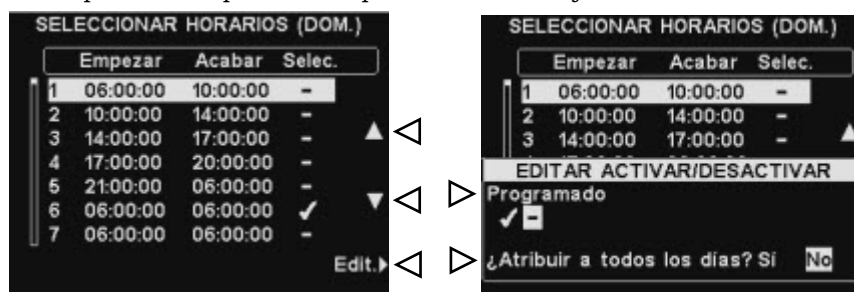 SELECCIONAR HORARIOS (DOM.)
Empezar Acabar Selec.
1 06:00:00 10:00:00 -
2 10:00:00 14:00:00 -
3 14:00:00 17:00:00 -
4 17:00:00 20:00:00 -
5 21:00:00 06:00:00 -
6 06:00:00 06:00:00 ✓
7 06:00:00 06:00:00 -
Edit.
SELECCIONAR HORARIOS (DOM.)
Empezar Acabar Selec.
1 06:00:00 10:00:00 -
2 10:00:00 14:00:00 -
3 14:00:00 17:00:00 -
EDITAR ACTIVAR/DESACTIVAR
Programado
✓ -
¿Atribuir a todos los días? Sí No